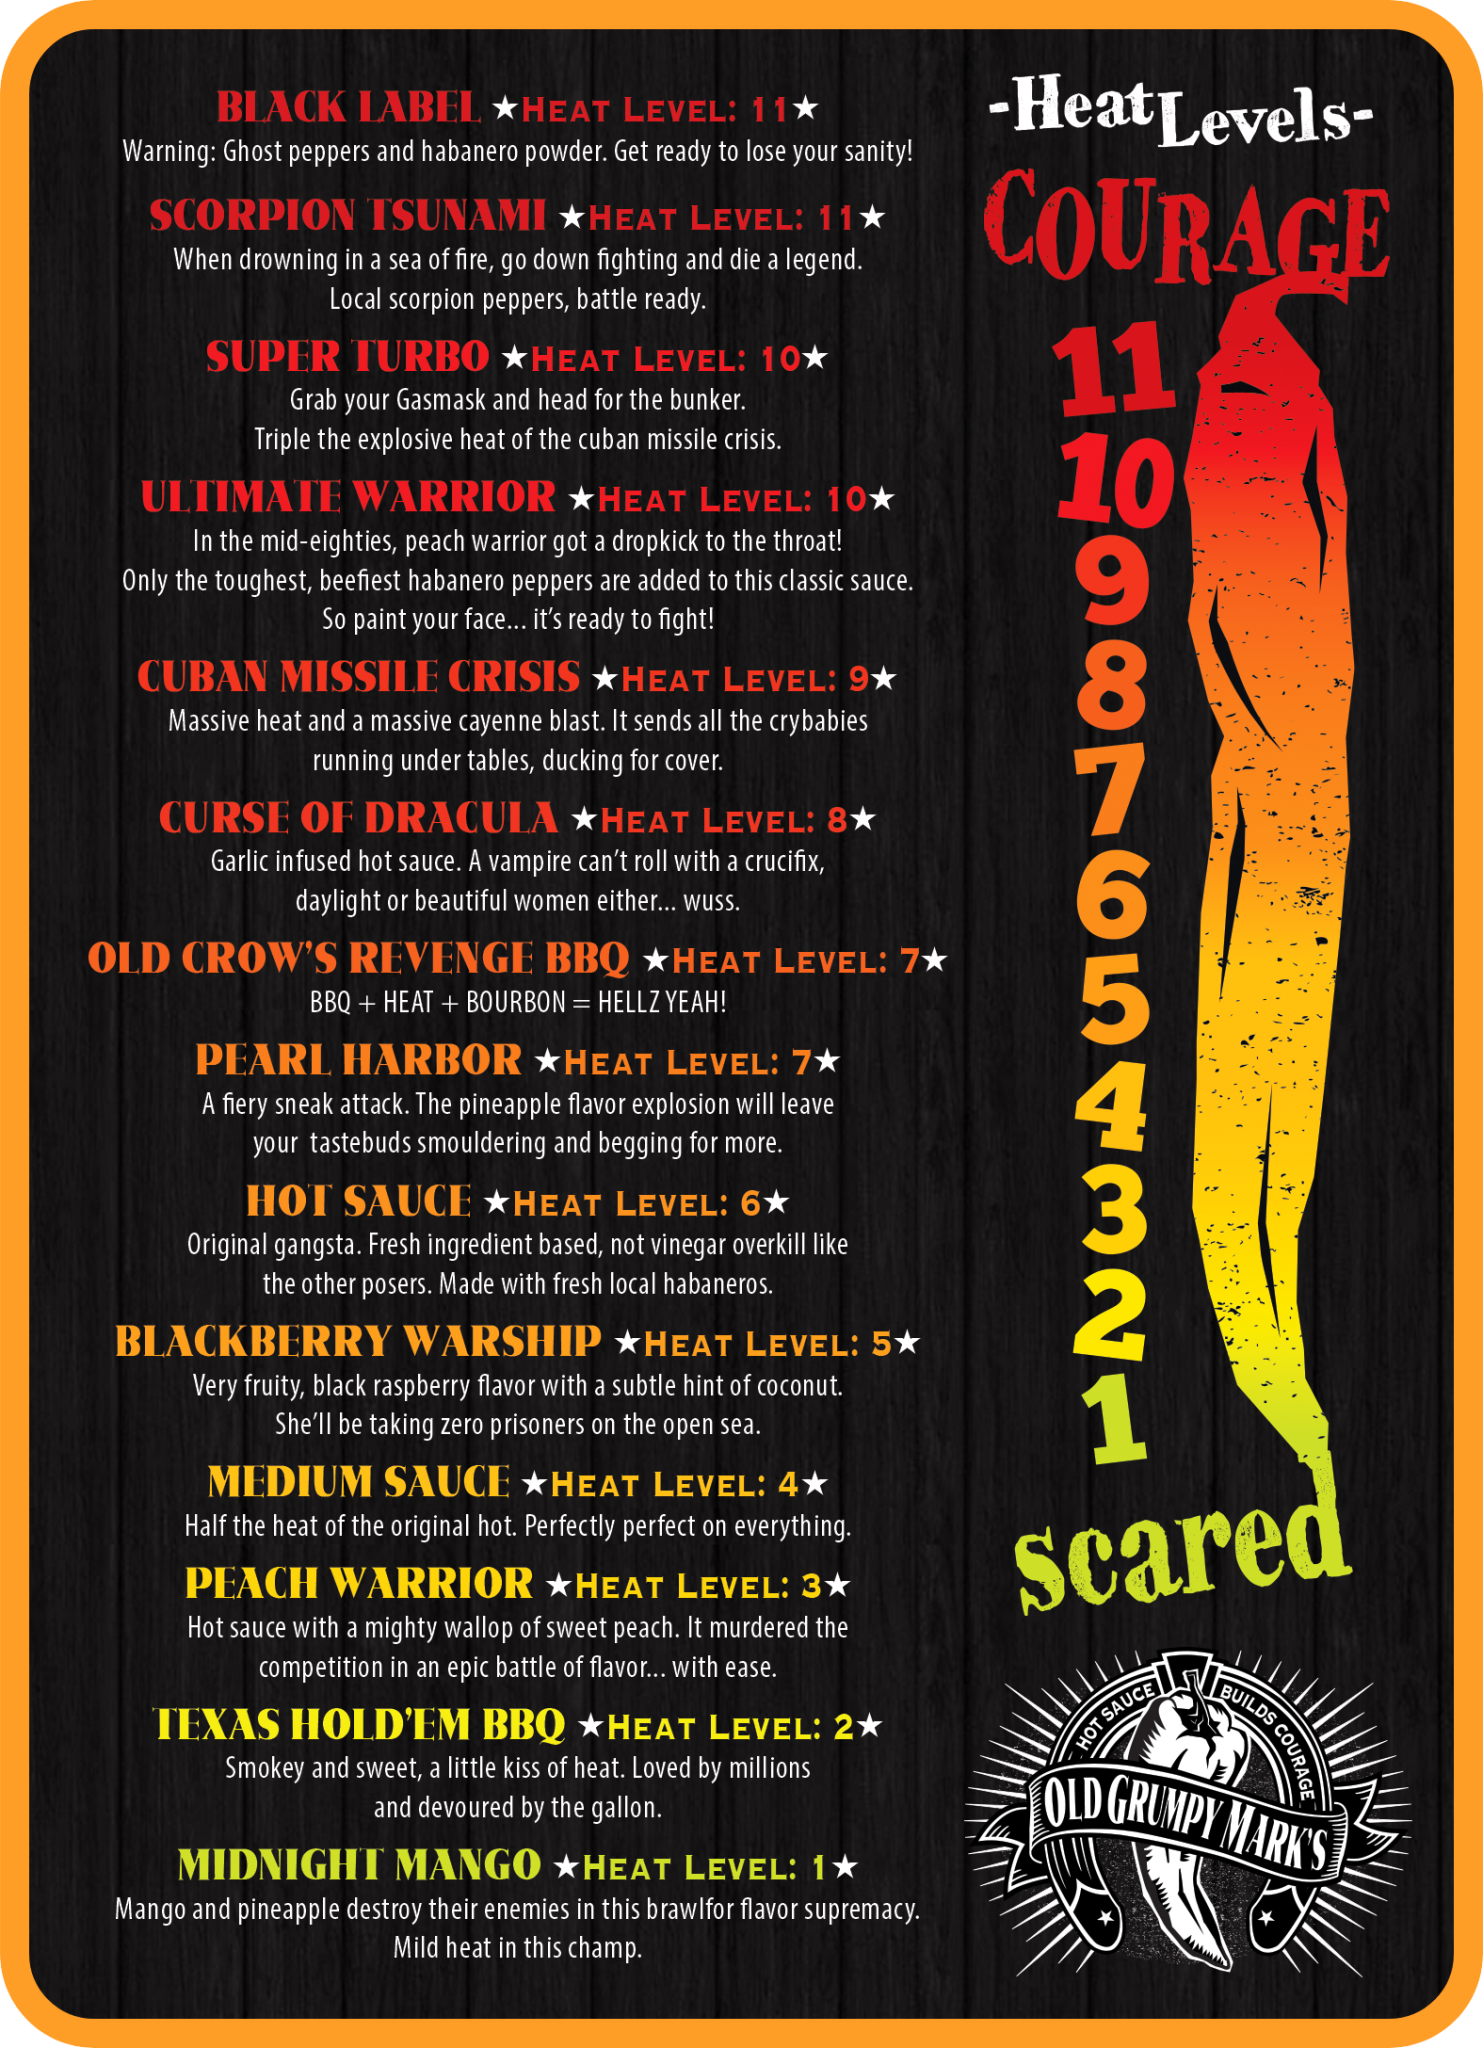 BLACK LABEL ★HEAT LEVEL: 11★
Warning: Ghost peppers and habanero powder. Get ready to lose your sanity!
SCORPION TSUNAMI ★HEAT LEVEL: 11★
When drowning in a sea of fire, go down fighting and die a legend.
Local scorpion peppers, battle ready.
SUPER TURBO ★HEAT LEVEL: 10★
Grab your Gasmask and head for the bunker.
Triple the explosive heat of the cuban missile crisis.
ULTIMATE WARRIOR ★HEAT LEVEL: 10★
In the mid-eighties, peach warrior got a dropkick to the throat!
Only the toughest, beefiest habanero peppers are added to this classic sauce.
So paint your face... it's ready to fight!
CUBAN MISSILE CRISIS ★HEAT LEVEL: 9★
Massive heat and a massive cayenne blast. It sends all the crybabies
running under tables, ducking for cover.
CURSE OF DRACULA ★HEAT LEVEL: 8★
Garlic infused hot sauce. A vampire can't roll with a crucifix,
daylight or beautiful women either... wuss.
OLD CROW'S REVENGE BBQ ★HEAT LEVEL: 7★
BBQ + HEAT + BOURBON = HELLZ YEAH!
PEARL HARBOR ★HEAT LEVEL: 7★
A fiery sneak attack. The pineapple flavor explosion will leave
your tastebuds smouldering and begging for more.
HOT SAUCE ★HEAT LEVEL: 6★
Original gangsta. Fresh ingredient based, not vinegar overkill like
the other posers. Made with fresh local habaneros.
BLACKBERRY WARSHIP ★HEAT LEVEL: 5★
Very fruity, black raspberry flavor with a subtle hint of coconut.
She'll be taking zero prisoners on the open sea.
MEDIUM SAUCE ★HEAT LEVEL: 4★
Half the heat of the original hot. Perfectly perfect on everything.
PEACH WARRIOR ★HEAT LEVEL: 3★
Hot sauce with a mighty wallop of sweet peach. It murdered the
competition in an epic battle of flavor... with ease.
TEXAS HOLD'EM BBQ ★HEAT LEVEL: 2★
Smokey and sweet, a little kiss of heat. Loved by millions
and devoured by the gallon.
MIDNIGHT MANGO ★HEAT LEVEL: 1★
Mango and pineapple destroy their enemies in this brawlfor flavor supremacy.
Mild heat in this champ.
-Heat Levels-
COURAGE
11
10
9
8
7
6
5
4
3
2
1
scared
HOT SAUCE BUILDS COURAGE
OLD GRUMPY MARK'S